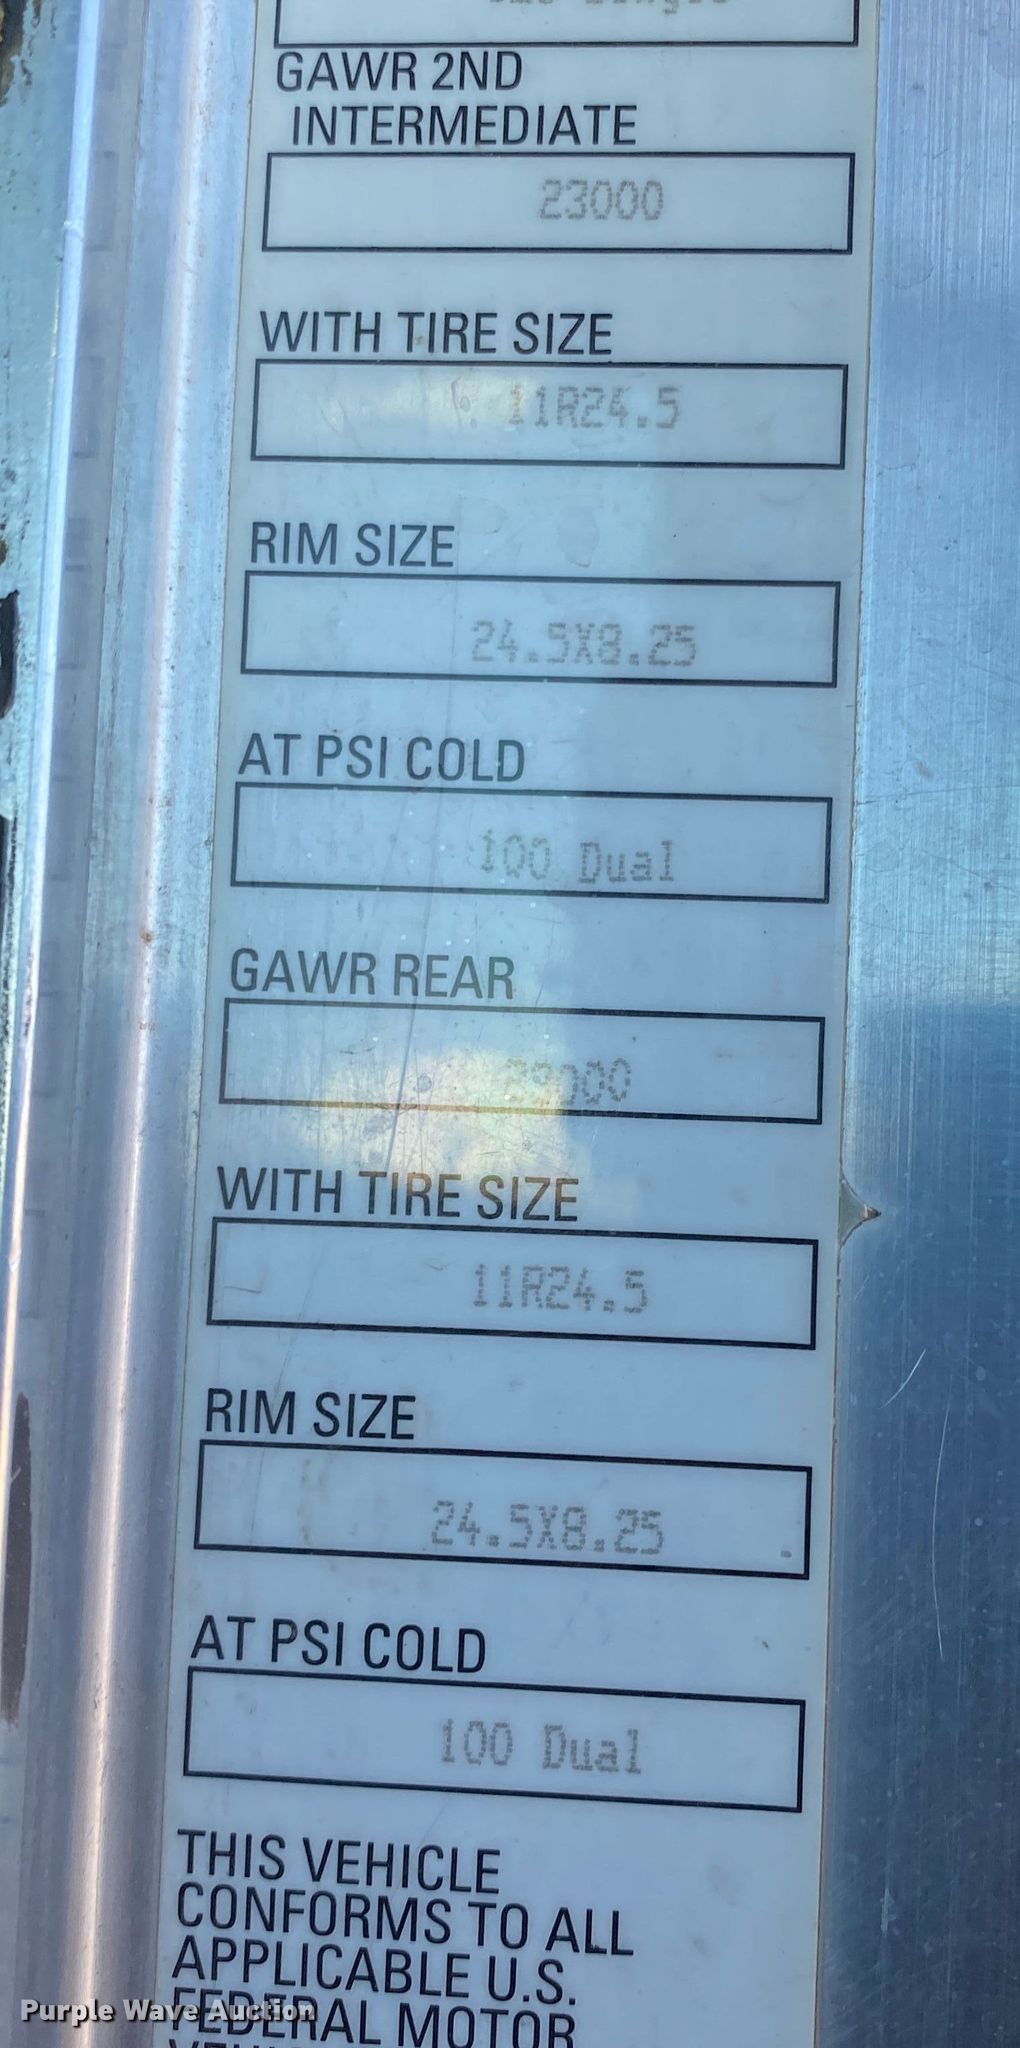 GAWR 2ND
INTERMEDIATE
23000
WITH TIRE SIZE
11R24.5
RIM SIZE
24.5X8.25
AT PSI COLD
100 Dual
GAWR REAR
WITH TIRE SIZE
11R24.5
RIM SIZE
24.5X8.25
AT PSI COLD
100 Dual
THIS VEHICLE
CONFORMS TO ALL
APPLICABLE U.S.
FEDERAL MOTOR
Purple Wave Auction